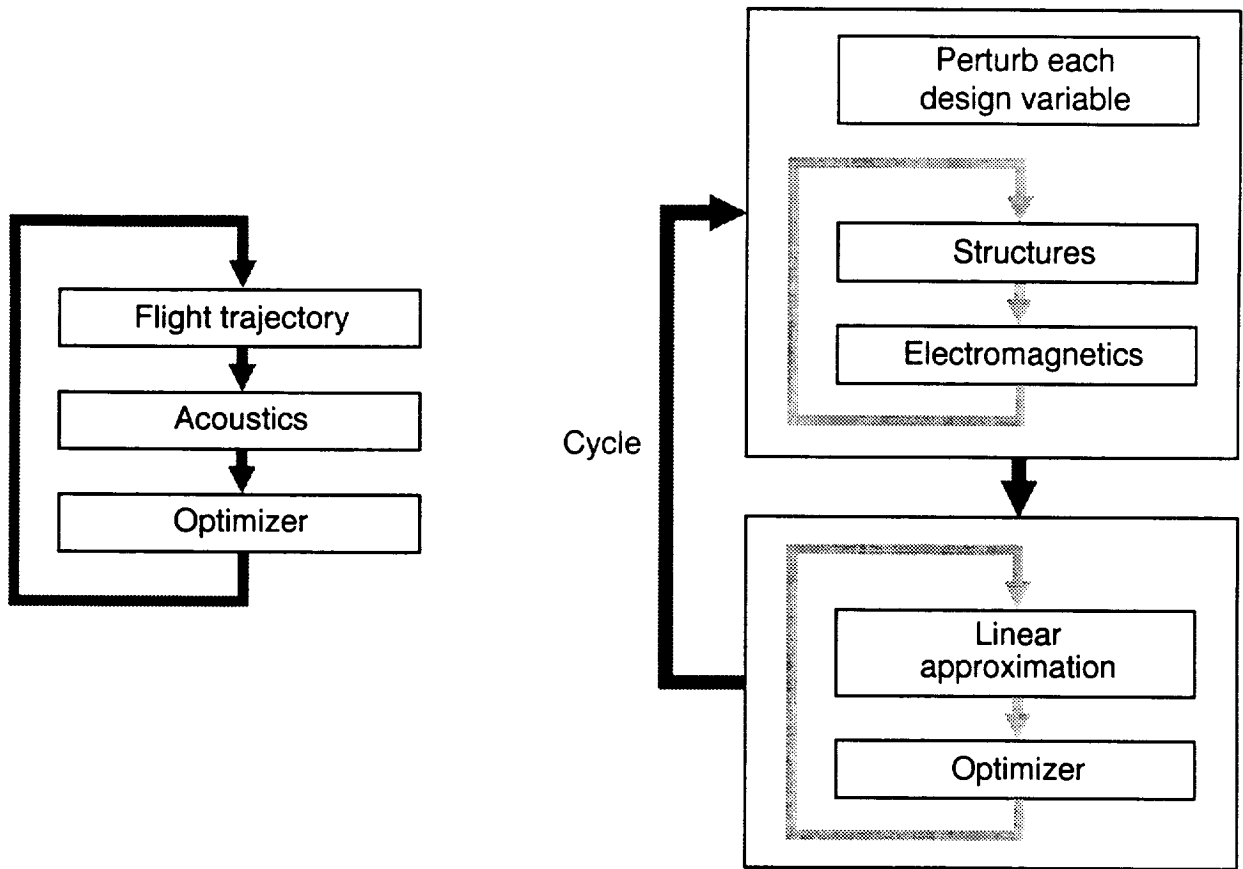 Flight trajectory
Acoustics
Optimizer
Cycle
Perturb each
design variable
Structures
Electromagnetics
Linear
approximation
Optimizer